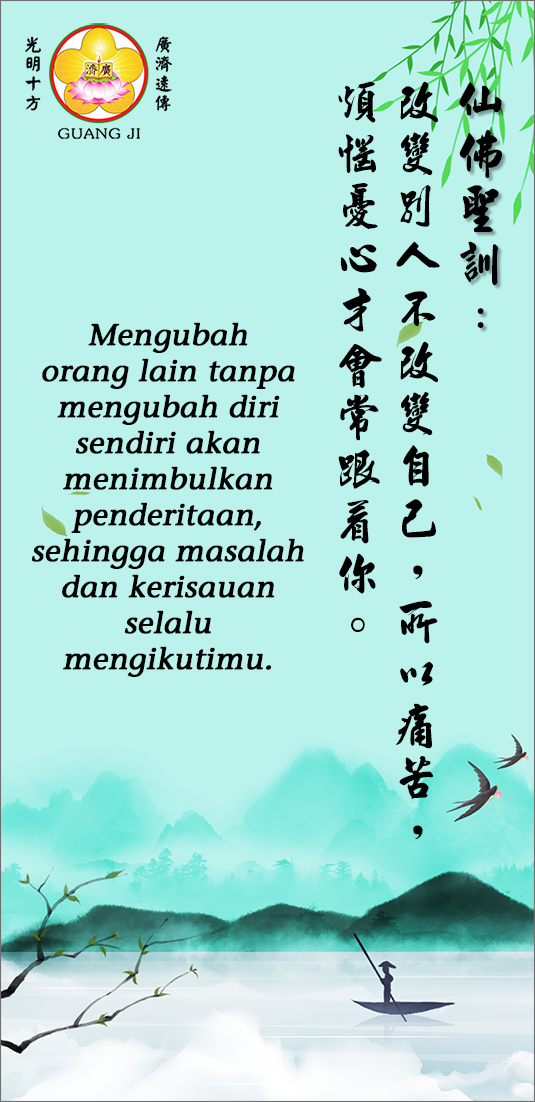 廣濟遠傳
光明十方
廣濟
GUANG JI
仙佛聖訓：
改變別人不改變自己，所以痛苦，
煩惱憂心才會常跟着你。
Mengubah
orang lain tanpa
mengubah diri
sendiri akan
menimbulkan
penderitaan,
sehingga masalah
dan kerisauan
selalu
mengikutimu.